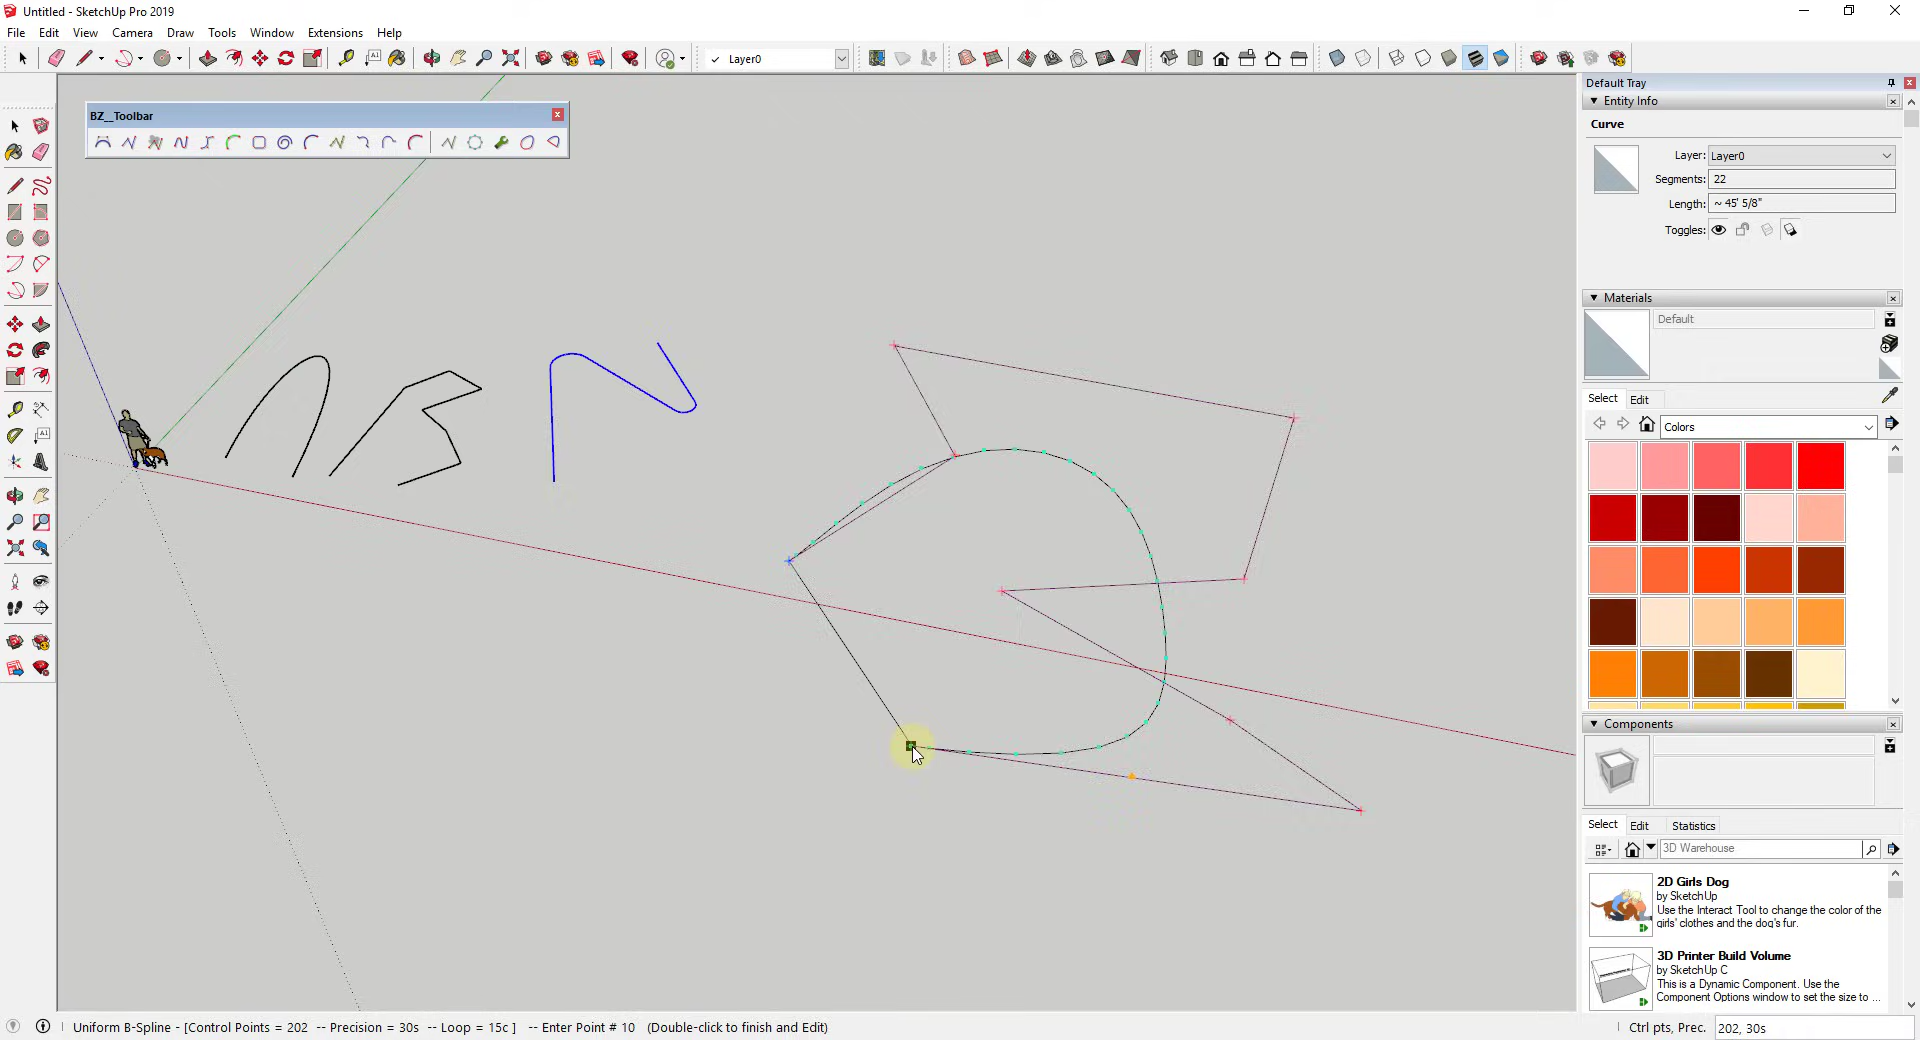 Untitled - SketchUp Pro 2019
File Edit View Camera Draw Tools Window Extensions Help
Layer0
Default Tray
Entity Info
BZ__Toolbar
Curve
Layer: Layer0
Segments: 22
Length: ~ 45' 5/8"
Toggles:
Materials
Default
Select Edit
Colors
Components
Select Edit Statistics
3D Warehouse
2D Girls Dog
by SketchUp
Use the Interact Tool to change the color of the
girls' clothes and the dog's fur.
3D Printer Build Volume
by SketchUp C
This is a Dynamic Component. Use the
Component Options window to set the size to ...
Uniform B-Spline - [Control Points = 202 -- Precision = 30s -- Loop = 15c ] -- Enter Point # 10 (Double-click to finish and Edit)
Ctrl pts, Prec. 202, 30s